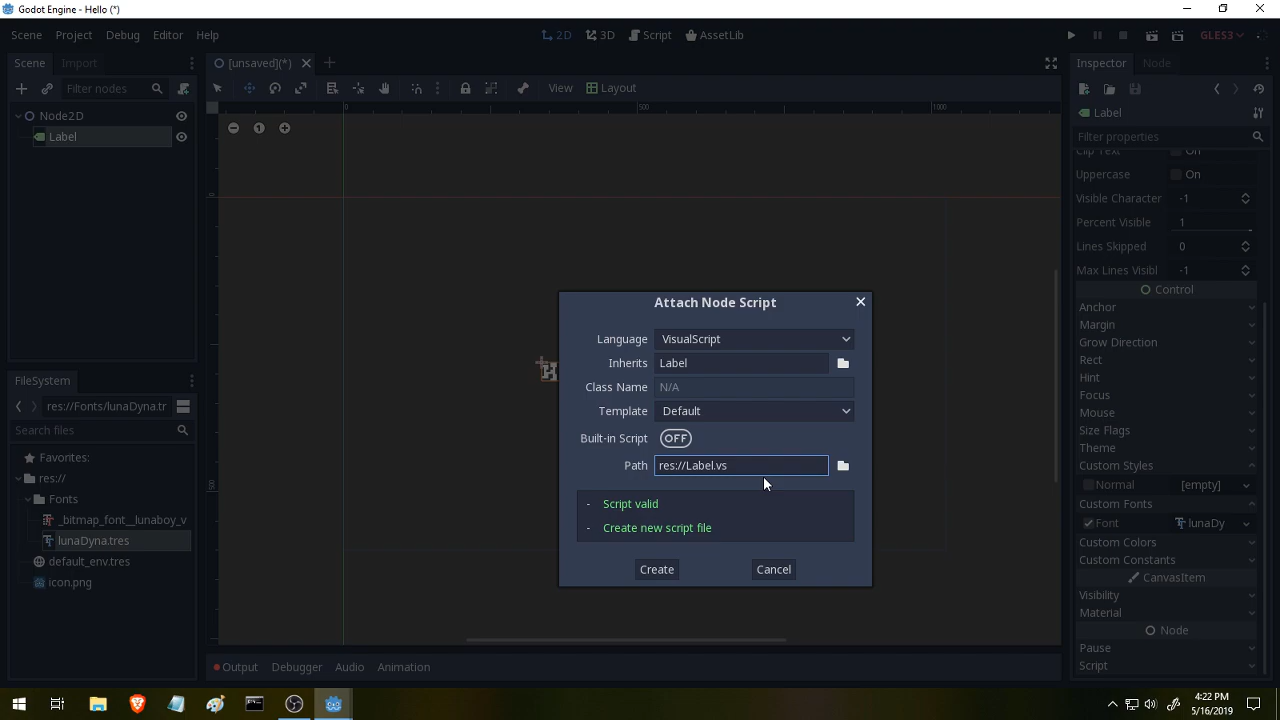 Godot Engine - Hello (*)
Scene Project Debug Editor Help
2D 3D Script AssetLib
GLES3
Scene Import
[unsaved](*)
Inspector Node
Filter nodes
View Layout
Node2D
Label
Label
Filter properties
0 500 1000
Clip Text On
Uppercase On
Visible Character -1
Percent Visible 1
Lines Skipped 0
Max Lines Visibl -1
Control
Anchor
Margin
Grow Direction
Rect
Hint
Focus
Mouse
Size Flags
Theme
Custom Styles
Normal [empty]
Custom Fonts
Font lunaDy
Custom Colors
Custom Constants
CanvasItem
Visibility
Material
Node
Pause
Script
0
500
H
Attach Node Script
Language VisualScript
Inherits Label
Class Name N/A
Template Default
Built-in Script OFF
Path res://Label.vs
- Script valid
- Create new script file
Create Cancel
FileSystem
res://Fonts/lunaDyna.tr
Search files
Favorites:
res://
Fonts
_bitmap_font__lunaboy_v
lunaDyna.tres
default_env.tres
icon.png
Output Debugger Audio Animation
4:22 PM
5/16/2019